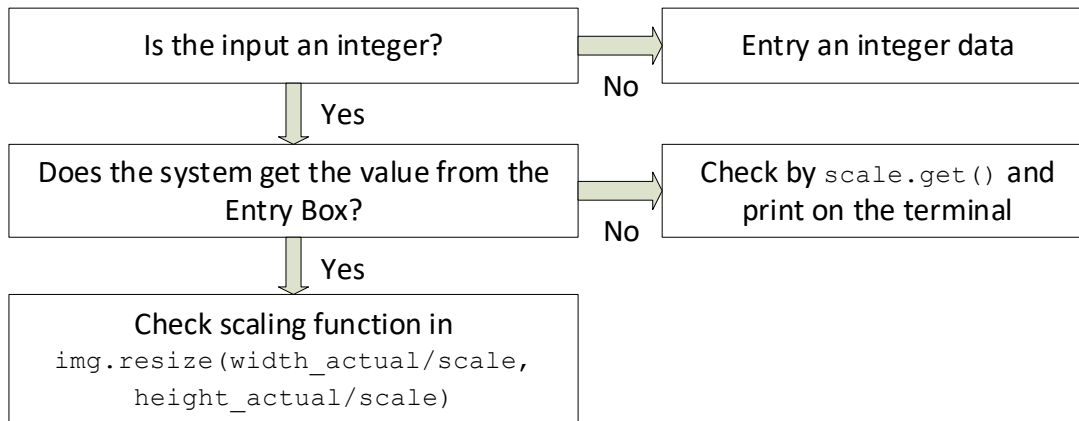 Is the input an integer?
Entry an integer data
No
Yes
Does the system get the value from the
Entry Box?
Check by scale.get() and
print on the terminal
No
Yes
Check scaling function in
img.resize(width_actual/scale,
height_actual/scale)